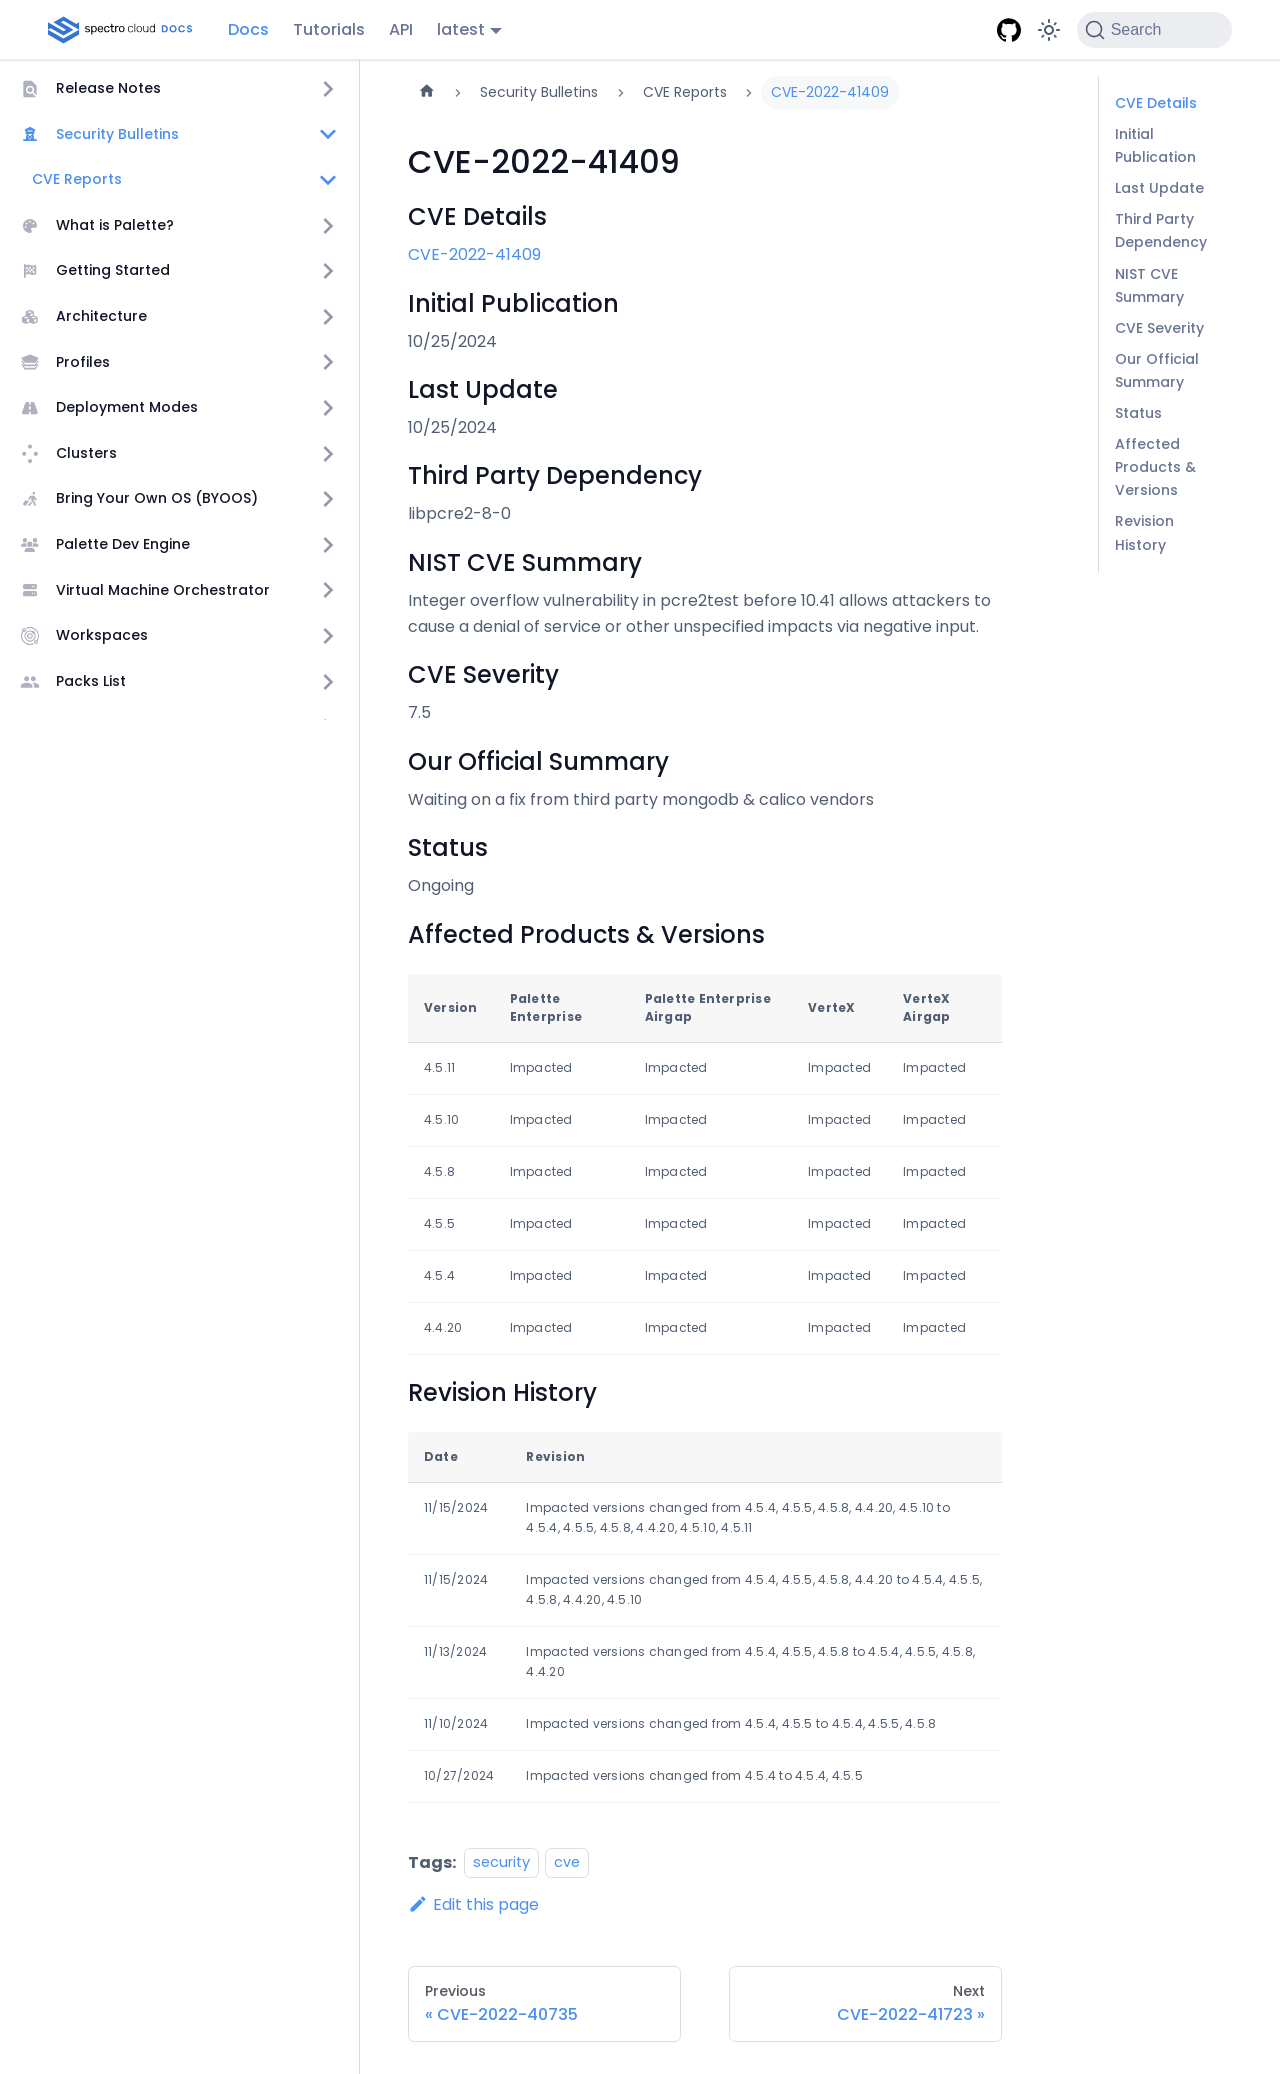 spectro cloud DOCS
Docs
Tutorials
API
latest
Search
Release Notes
Security Bulletins
CVE Reports
What is Palette?
Getting Started
Architecture
Profiles
Deployment Modes
Clusters
Bring Your Own OS (BYOOS)
Palette Dev Engine
Virtual Machine Orchestrator
Workspaces
Packs List
Security Bulletins
CVE Reports
CVE-2022-41409
CVE-2022-41409
CVE Details
CVE-2022-41409
Initial Publication
10/25/2024
Last Update
10/25/2024
Third Party Dependency
libpcre2-8-0
NIST CVE Summary
Integer overflow vulnerability in pcre2test before 10.41 allows attackers to
cause a denial of service or other unspecified impacts via negative input.
CVE Severity
7.5
Our Official Summary
Waiting on a fix from third party mongodb & calico vendors
Status
Ongoing
Affected Products & Versions
Version Palette Enterprise Palette Enterprise Airgap VerteX VerteX Airgap
4.5.11 Impacted Impacted Impacted Impacted
4.5.10 Impacted Impacted Impacted Impacted
4.5.8 Impacted Impacted Impacted Impacted
4.5.5 Impacted Impacted Impacted Impacted
4.5.4 Impacted Impacted Impacted Impacted
4.4.20 Impacted Impacted Impacted Impacted
Revision History
Date Revision
11/15/2024 Impacted versions changed from 4.5.4, 4.5.5, 4.5.8, 4.4.20, 4.5.10 to
4.5.4, 4.5.5, 4.5.8, 4.4.20, 4.5.10, 4.5.11
11/15/2024 Impacted versions changed from 4.5.4, 4.5.5, 4.5.8, 4.4.20 to 4.5.4, 4.5.5,
4.5.8, 4.4.20, 4.5.10
11/13/2024 Impacted versions changed from 4.5.4, 4.5.5, 4.5.8 to 4.5.4, 4.5.5, 4.5.8,
4.4.20
11/10/2024 Impacted versions changed from 4.5.4, 4.5.5 to 4.5.4, 4.5.5, 4.5.8
10/27/2024 Impacted versions changed from 4.5.4 to 4.5.4, 4.5.5
Tags: security cve
Edit this page
Previous
« CVE-2022-40735
Next
CVE-2022-41723 »
CVE Details
Initial
Publication
Last Update
Third Party
Dependency
NIST CVE
Summary
CVE Severity
Our Official
Summary
Status
Affected
Products &
Versions
Revision
History